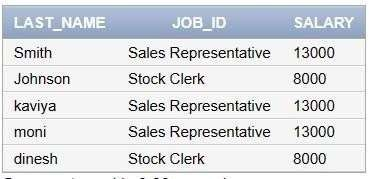 LAST_NAME JOB_ID SALARY
Smith Sales Representative 13000
Johnson Stock Clerk 8000
kaviya Sales Representative 13000
moni Sales Representative 13000
dinesh Stock Clerk 8000